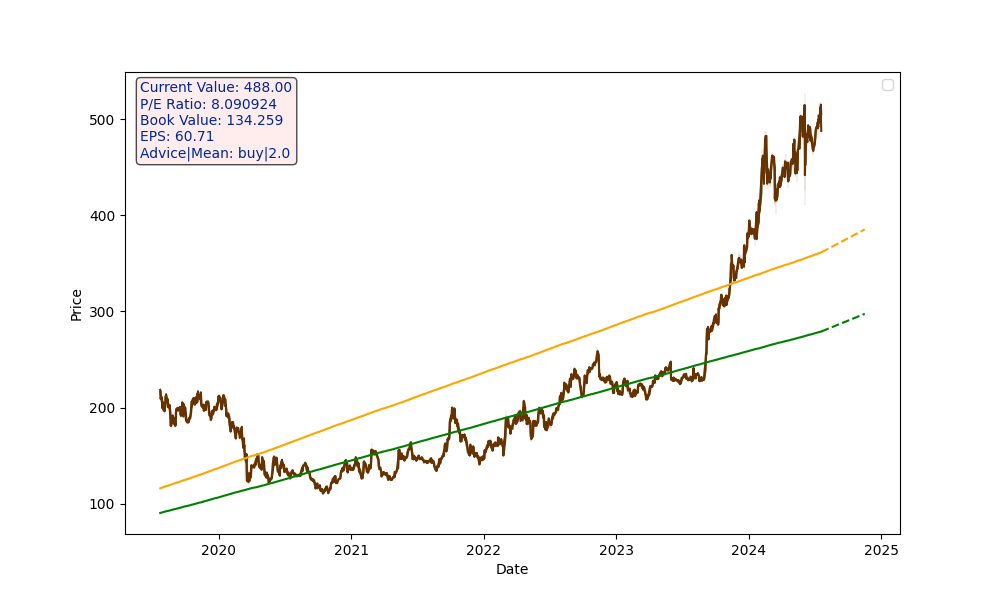 Current Value: 488.00
P/E Ratio: 8.090924
Book Value: 134.259
EPS: 60.71
Advice|Mean: buy|2.0
500
400
300
200
100
Price
2020 2021 2022 2023 2024 2025
Date